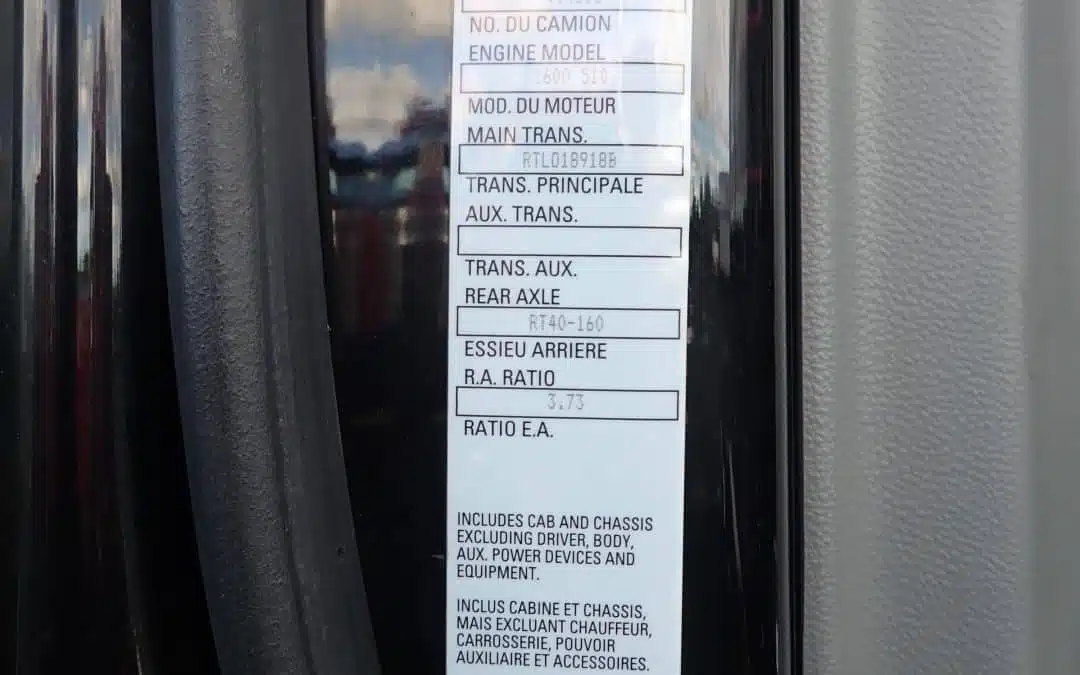 NO. DU CAMION
ENGINE MODEL
600 510
MOD. DU MOTEUR
MAIN TRANS.
RTLO18918B
TRANS. PRINCIPALE
AUX. TRANS.
TRANS. AUX.
REAR AXLE
RT40-160
ESSIEU ARRIERE
R.A. RATIO
3.73
RATIO E.A.
INCLUDES CAB AND CHASSIS
EXCLUDING DRIVER, BODY,
AUX. POWER DEVICES AND
EQUIPMENT.
INCLUS CABINE ET CHASSIS,
MAIS EXCLUANT CHAUFFEUR,
CARROSSERIE, POUVOIR
AUXILIAIRE ET ACCESSOIRES.